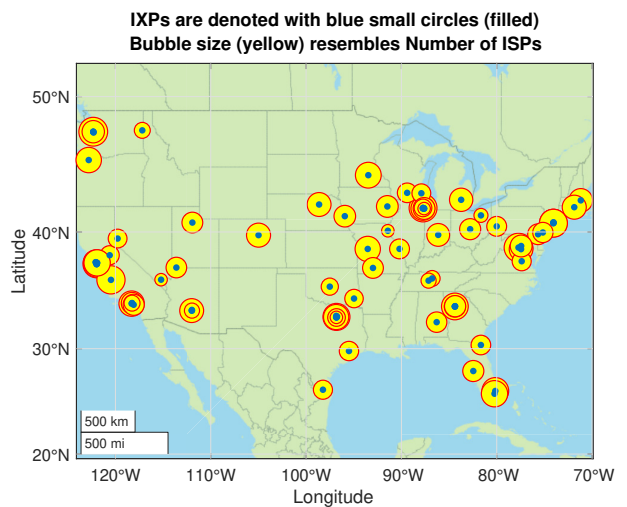 IXPs are denoted with blue small circles (filled)
Bubble size (yellow) resembles Number of ISPs
50°N
40°N
30°N
20°N
Latitude
500 km
500 mi
120°W 110°W 100°W 90°W 80°W 70°W
Longitude